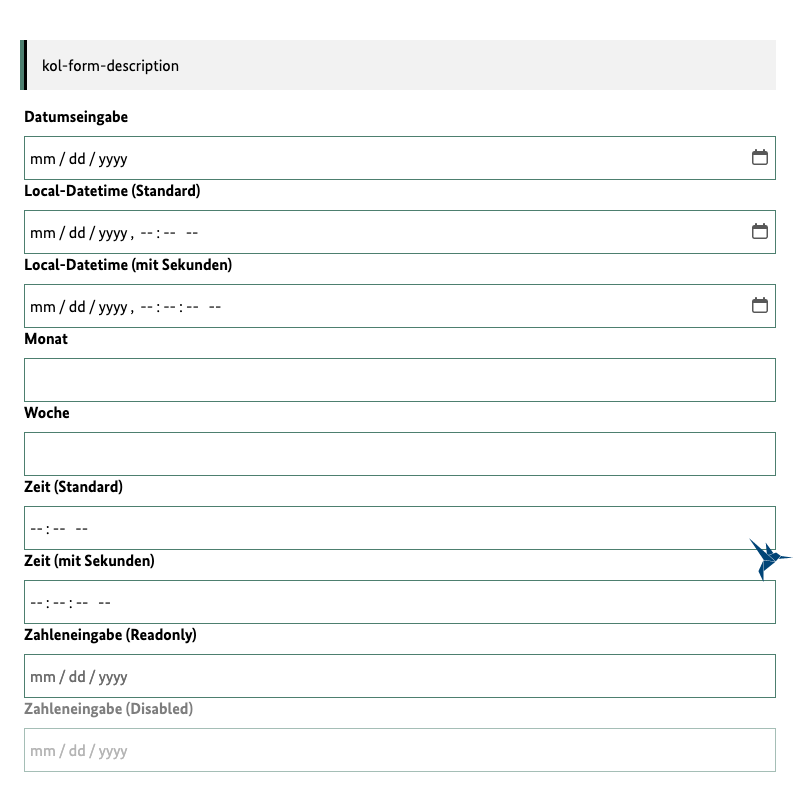 kol-form-description
Datumseingabe
mm / dd / yyyy
Local-Datetime (Standard)
mm / dd / yyyy , -- : -- --
Local-Datetime (mit Sekunden)
mm / dd / yyyy , -- : -- : -- --
Monat
Woche
Zeit (Standard)
-- : -- --
Zeit (mit Sekunden)
-- : -- : -- --
Zahleneingabe (Readonly)
mm / dd / yyyy
Zahleneingabe (Disabled)
mm / dd / yyyy